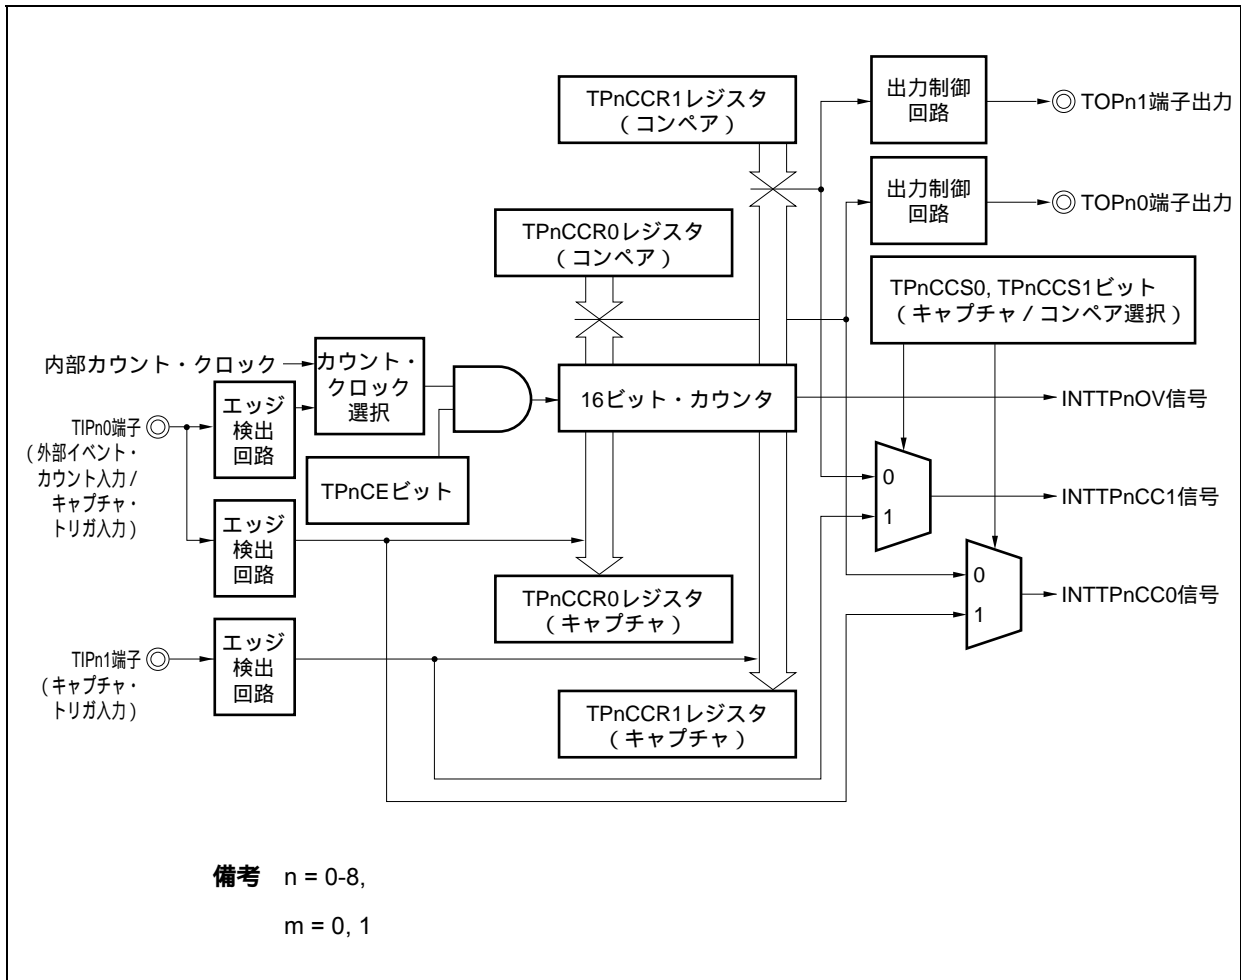 TPnCCR1レジスタ
（コンペア）
出力制御
回路
TOPn1端子出力
出力制御
回路
TOPn0端子出力
TPnCCR0レジスタ
（コンペア）
TPnCCS0, TPnCCS1ビット
（キャプチャ / コンペア選択）
内部カウント・クロック
カウント・
クロック
選択
16ビット・カウンタ
INTTPnOV信号
TIPn0端子
（外部イベント・
カウント入力 /
キャプチャ・
トリガ入力）
エッジ
検出
回路
TPnCEビット
0
1
INTTPnCC1信号
エッジ
検出
回路
0
1
INTTPnCC0信号
TPnCCR0レジスタ
（キャプチャ）
TIPn1端子
（キャプチャ・
トリガ入力）
エッジ
検出
回路
TPnCCR1レジスタ
（キャプチャ）
備考 n = 0-8,
m = 0, 1